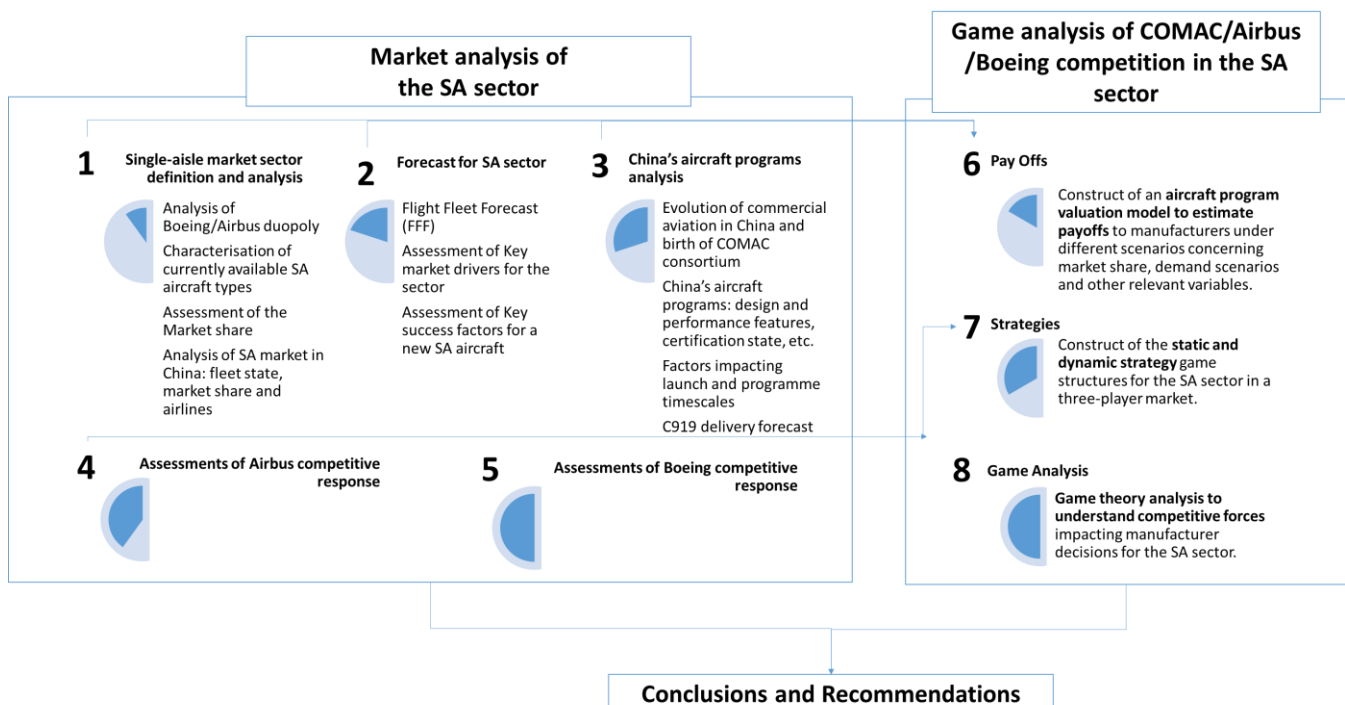 Market analysis of
the SA sector
Game analysis of COMAC/Airbus
/Boeing competition in the SA
sector
1
Single-aisle market sector
definition and analysis
Analysis of
Boeing/Airbus duopoly
Characterisation of
currently available SA
aircraft types
Assessment of the
Market share
Analysis of SA market in
China: fleet state,
market share and
airlines
2
Forecast for SA sector
Flight Fleet Forecast
(FFF)
Assessment of Key
market drivers for the
sector
Assessment of Key
success factors for a
new SA aircraft
3
China's aircraft programs
analysis
Evolution of commercial
aviation in China and
birth of COMAC
consortium
China's aircraft
programs: design and
performance features,
certification state, etc.
Factors impacting
launch and programme
timescales
C919 delivery forecast
4
Assessments of Airbus competitive
response
5
Assessments of Boeing competitive
response
6
Pay Offs
Construct of an aircraft program
valuation model to estimate
payoffs to manufacturers under
different scenarios concerning
market share, demand scenarios
and other relevant variables.
7
Strategies
Construct of the static and
dynamic strategy game
structures for the SA sector in a
three-player market.
8
Game Analysis
Game theory analysis to
understand competitive forces
impacting manufacturer
decisions for the SA sector.
Conclusions and Recommendations